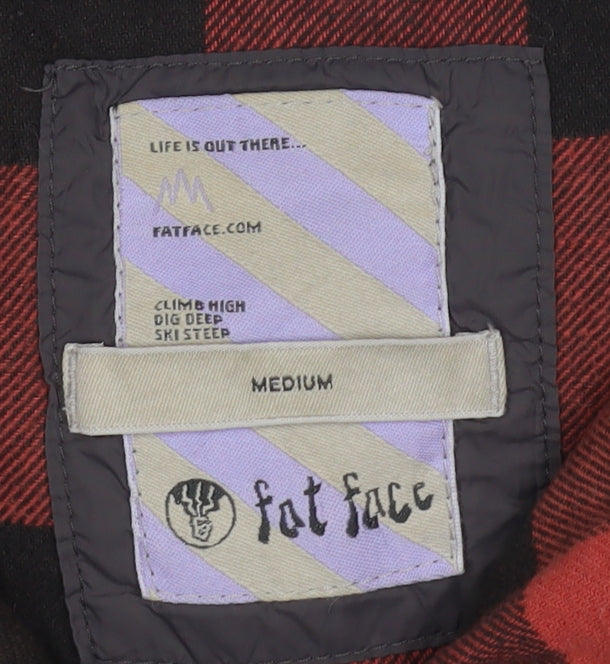 LIFE IS OUT THERE...
FATFACE.COM
CLIMB HIGH
DIG DEEP
SKI STEEP
MEDIUM
fat face